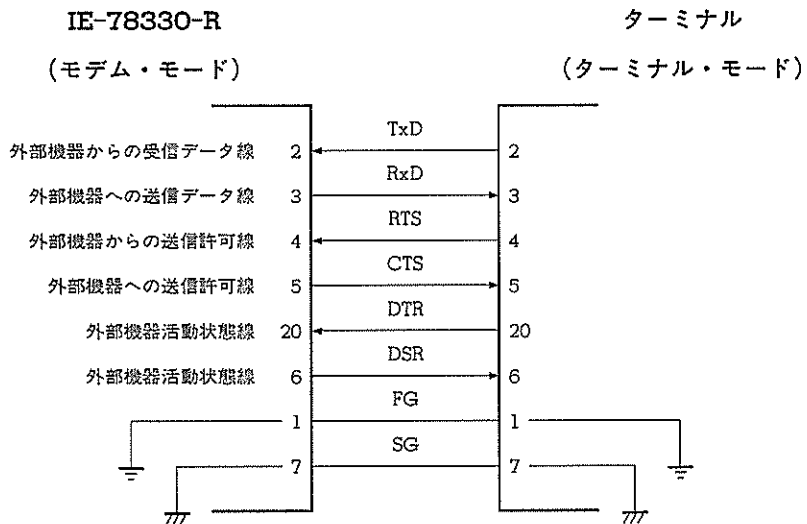 IE-78330-R ターミナル
(モデム・モード) (ターミナル・モード)
TxD
外部機器からの受信データ線 2 2
RxD
外部機器への送信データ線 3 3
RTS
外部機器からの送信許可線 4 4
CTS
外部機器への送信許可線 5 5
DTR
外部機器活動状態線 20 20
DSR
外部機器活動状態線 6 6
FG
1 1
SG
7 7